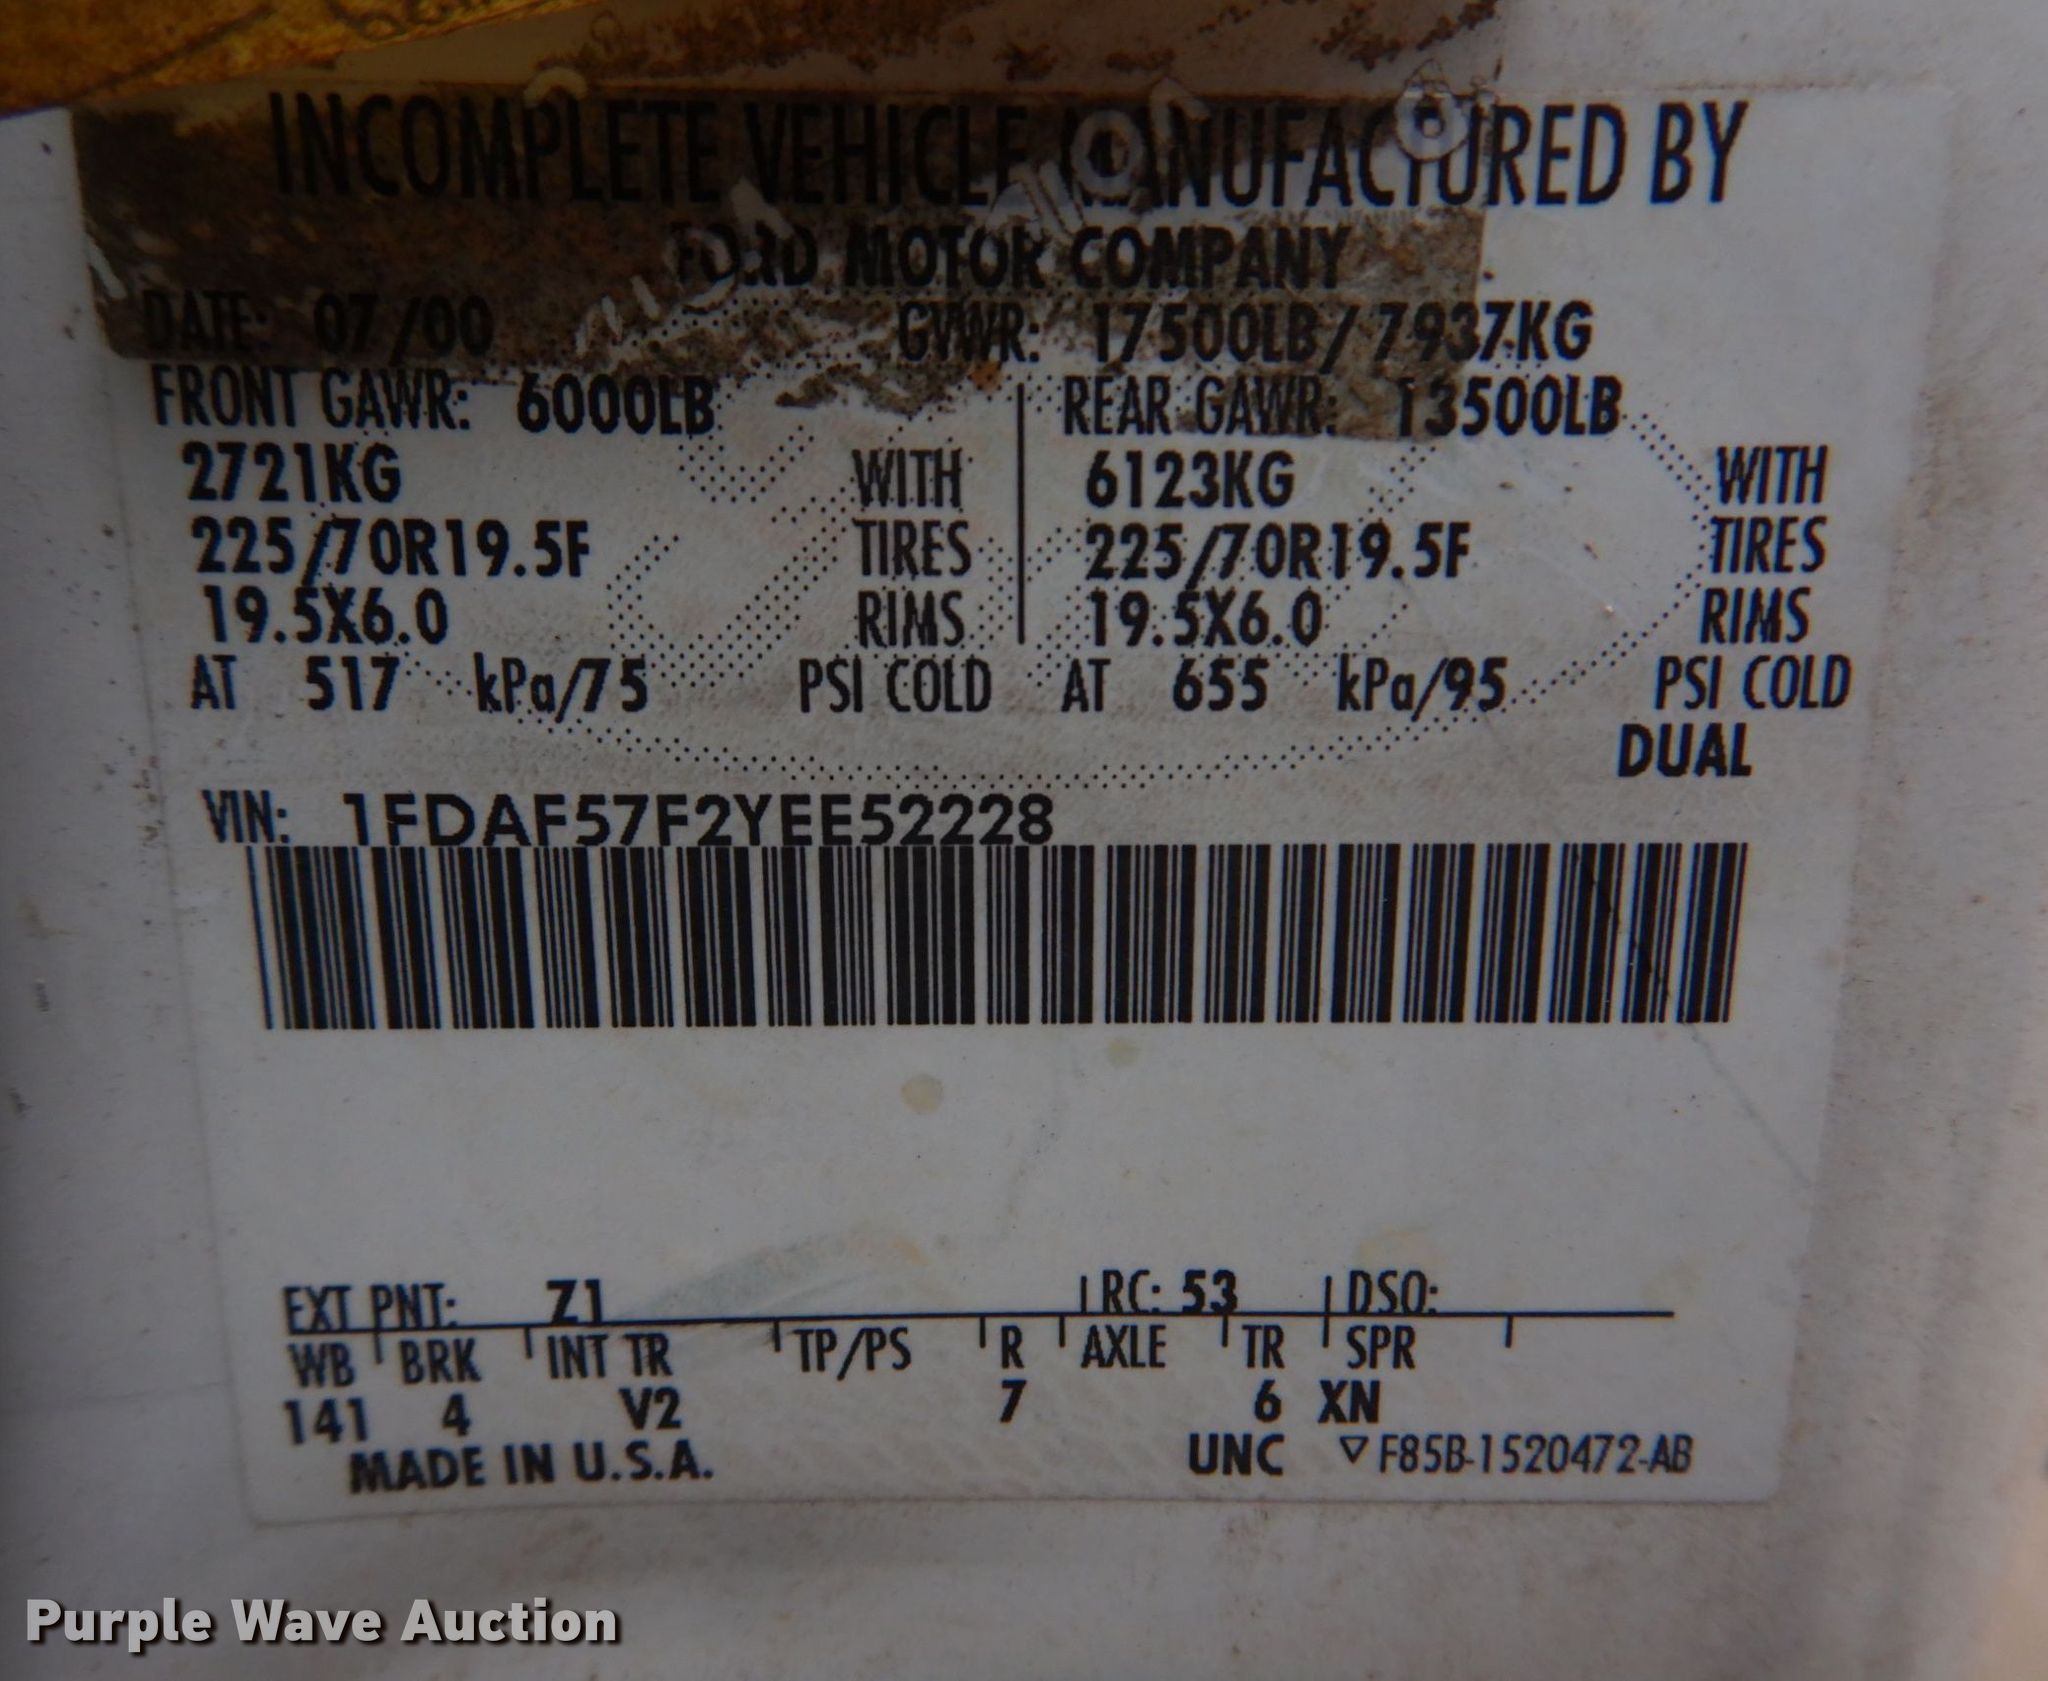 INCOMPLETE VEHICLE MANUFACTURED BY
FORD MOTOR COMPANY
DATE: 07/00 GVWR: 17500LB/7937KG
FRONT GAWR: 6000LB REAR GAWR: 13500LB
2721KG WITH 6123KG WITH
225/70R19.5F TIRES 225/70R19.5F TIRES
19.5X6.0 RIMS 19.5X6.0 RIMS
AT 517 kPa/75 PSI COLD AT 655 kPa/95 PSI COLD
DUAL
VIN: 1FDAF57F2YEE52228
EXT PNT: Z1 RC: 53 DSO:
WB BRK INT TR TP/PS R AXLE TR SPR
141 4 V2 7 6 XN
MADE IN U.S.A. UNC ▽ F85B-1520472-AB
Purple Wave Auction